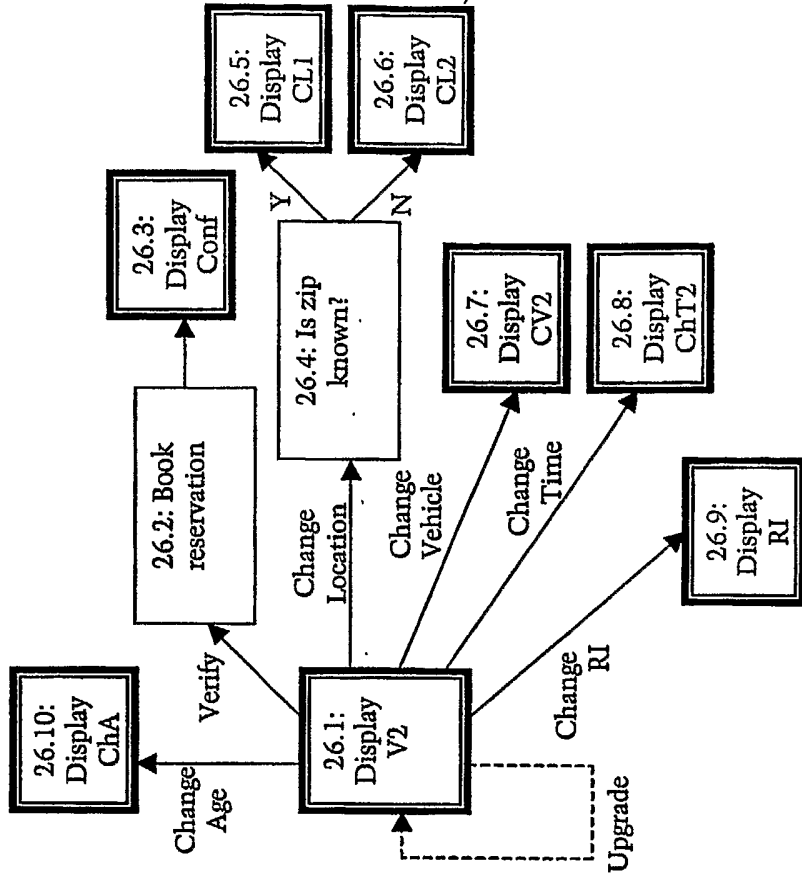 26.10:
Display
ChA
Change
Age
Verify
26.2: Book
reservation
26.3:
Display
Conf
26.1:
Display
V2
Change
Location
26.4: Is zip
known?
Y
N
26.5:
Display
CL1
26.6:
Display
CL2
Change
Vehicle
26.7:
Display
CV2
Change
Time
26.8:
Display
ChT2
Change
RI
26.9:
Display
RI
Upgrade